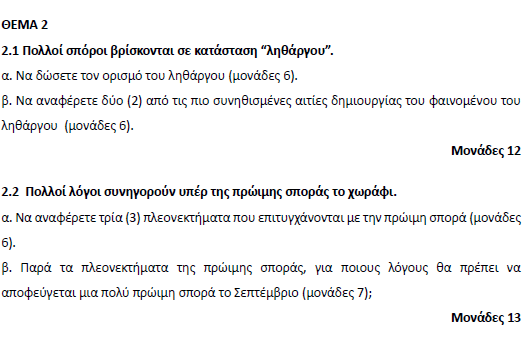 ΘΕΜΑ 2
2.1 Πολλοί σπόροι βρίσκονται σε κατάσταση “ληθάργου”.
α. Να δώσετε τον ορισμό του ληθάργου (μονάδες 6).
β. Να αναφέρετε δύο (2) από τις πιο συνηθισμένες αιτίες δημιουργίας του φαινομένου του
ληθάργου (μονάδες 6).
Μονάδες 12
2.2 Πολλοί λόγοι συνηγορούν υπέρ της πρώιμης σποράς το χωράφι.
α. Να αναφέρετε τρία (3) πλεονεκτήματα που επιτυγχάνονται με την πρώιμη σπορά (μονάδες
6).
β. Παρά τα πλεονεκτήματα της πρώιμης σποράς, για ποιους λόγους θα πρέπει να
αποφεύγεται μια πολύ πρώιμη σπορά το Σεπτέμβριο (μονάδες 7);
Μονάδες 13